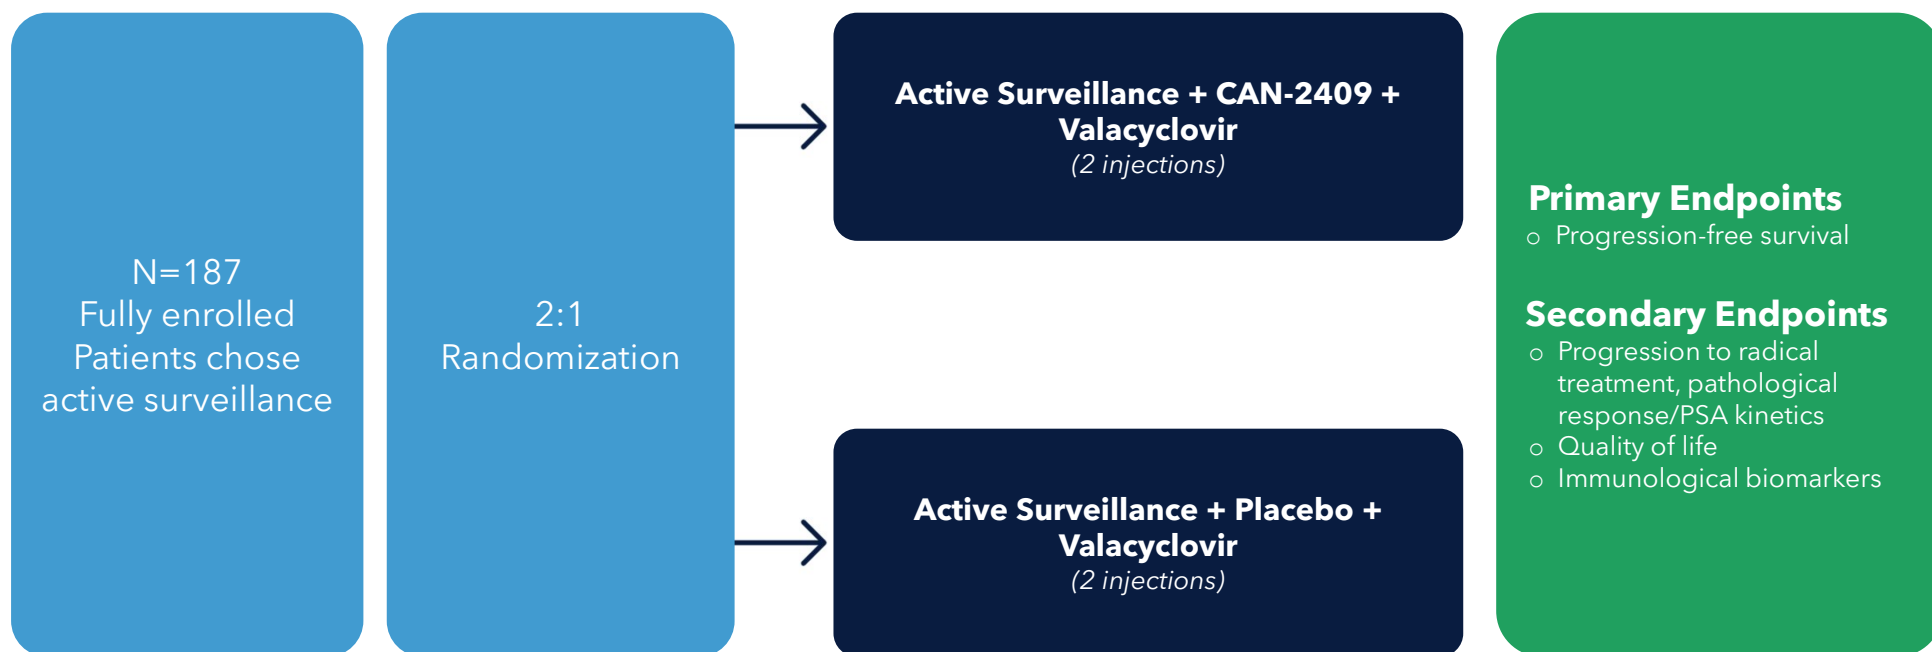 N=187
Fully enrolled
Patients chose
active surveillance
2:1
Randomization
Active Surveillance + CAN-2409 +
Valacyclovir
(2 injections)
Active Surveillance + Placebo +
Valacyclovir
(2 injections)
Primary Endpoints
o Progression-free survival
Secondary Endpoints
o Progression to radical
treatment, pathological
response/PSA kinetics
o Quality of life
o Immunological biomarkers